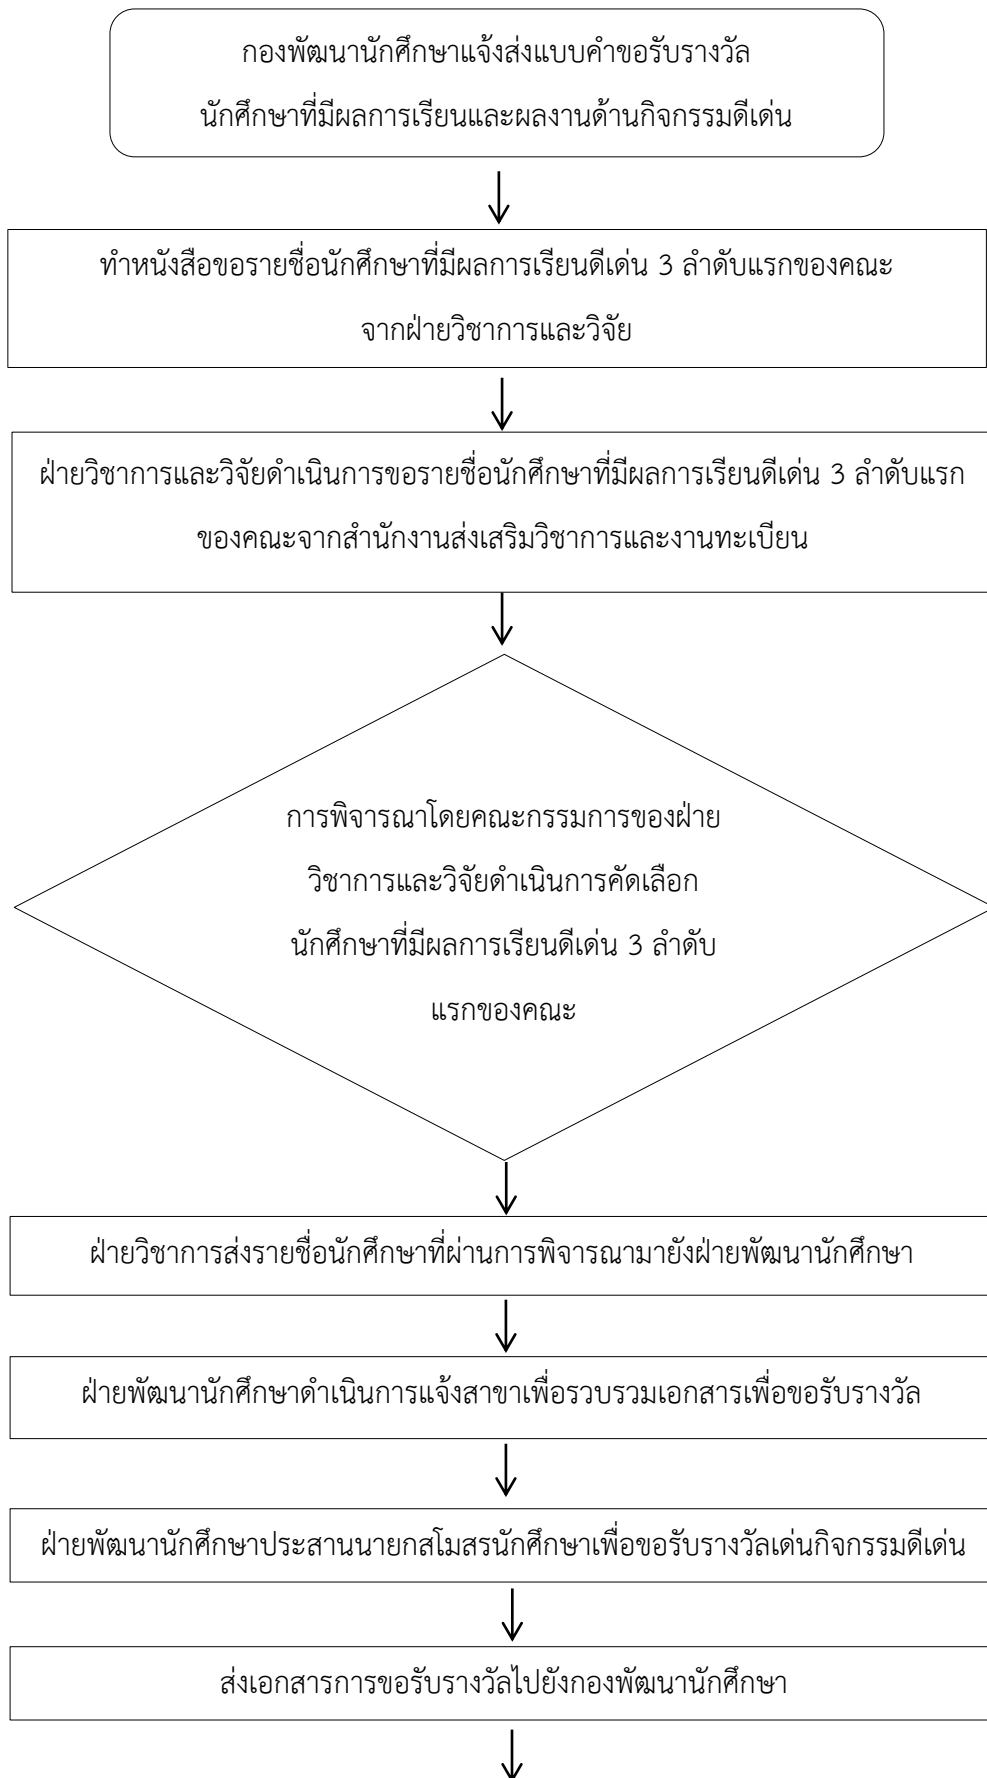 กองพัฒนานักศึกษาแจ้งส่งแบบคำขอรับรางวัล
นักศึกษาที่มีผลการเรียนและผลงานด้านกิจกรรมดีเด่น
ทำหนังสือขอรายชื่อนักศึกษาที่มีผลการเรียนดีเด่น 3 ลำดับแรกของคณะ
จากฝ่ายวิชาการและวิจัย
ฝ่ายวิชาการและวิจัยดำเนินการขอรายชื่อนักศึกษาที่มีผลการเรียนดีเด่น 3 ลำดับแรก
ของคณะจากสำนักงานส่งเสริมวิชาการและงานทะเบียน
การพิจารณาโดยคณะกรรมการของฝ่าย
วิชาการและวิจัยดำเนินการคัดเลือก
นักศึกษาที่มีผลการเรียนดีเด่น 3 ลำดับ
แรกของคณะ
ฝ่ายวิชาการส่งรายชื่อนักศึกษาที่ผ่านการพิจารณามายังฝ่ายพัฒนานักศึกษา
ฝ่ายพัฒนานักศึกษาดำเนินการแจ้งสาขาเพื่อรวบรวมเอกสารเพื่อขอรับรางวัล
ฝ่ายพัฒนานักศึกษาประสานนายกสโมสรนักศึกษาเพื่อขอรับรางวัลเด่นกิจกรรมดีเด่น
ส่งเอกสารการขอรับรางวัลไปยังกองพัฒนานักศึกษา